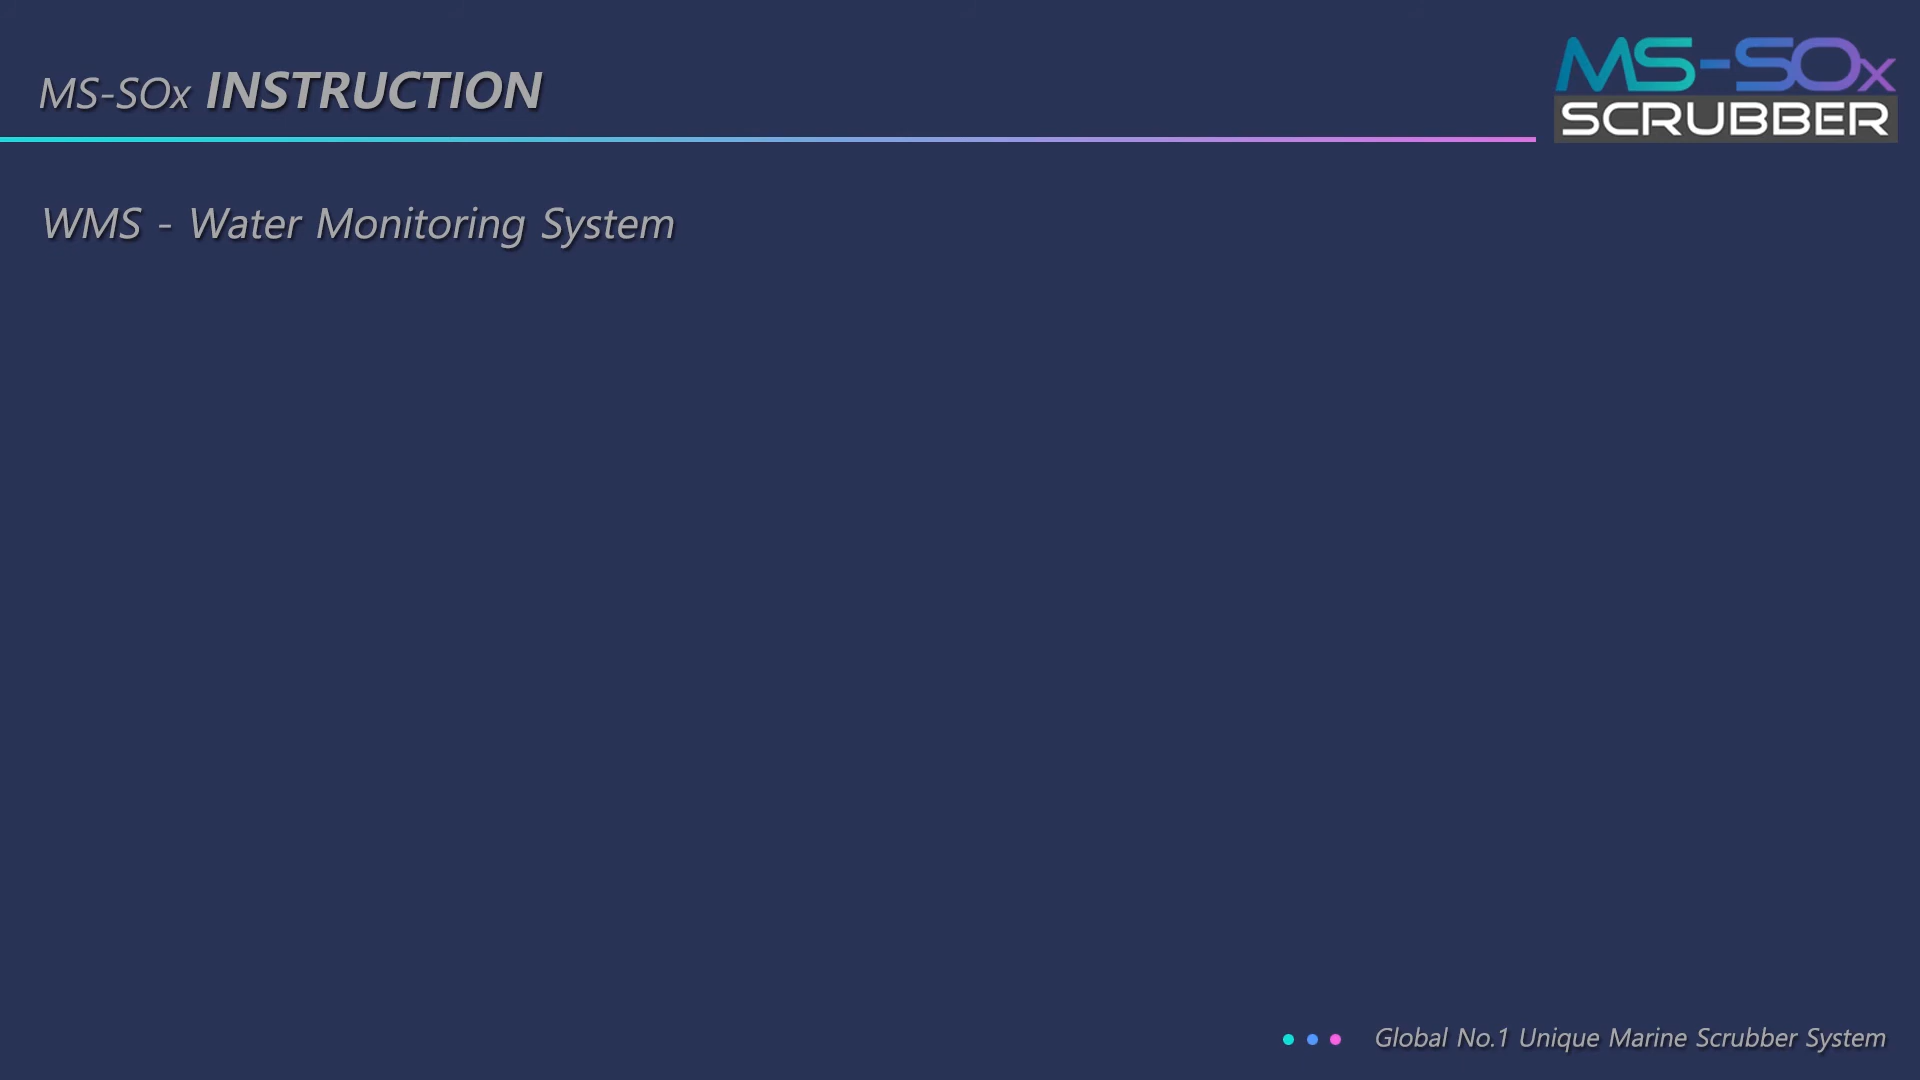 MS-SOx INSTRUCTION
MS-SOx
SCRUBBER
WMS - Water Monitoring System
Global No.1 Unique Marine Scrubber System